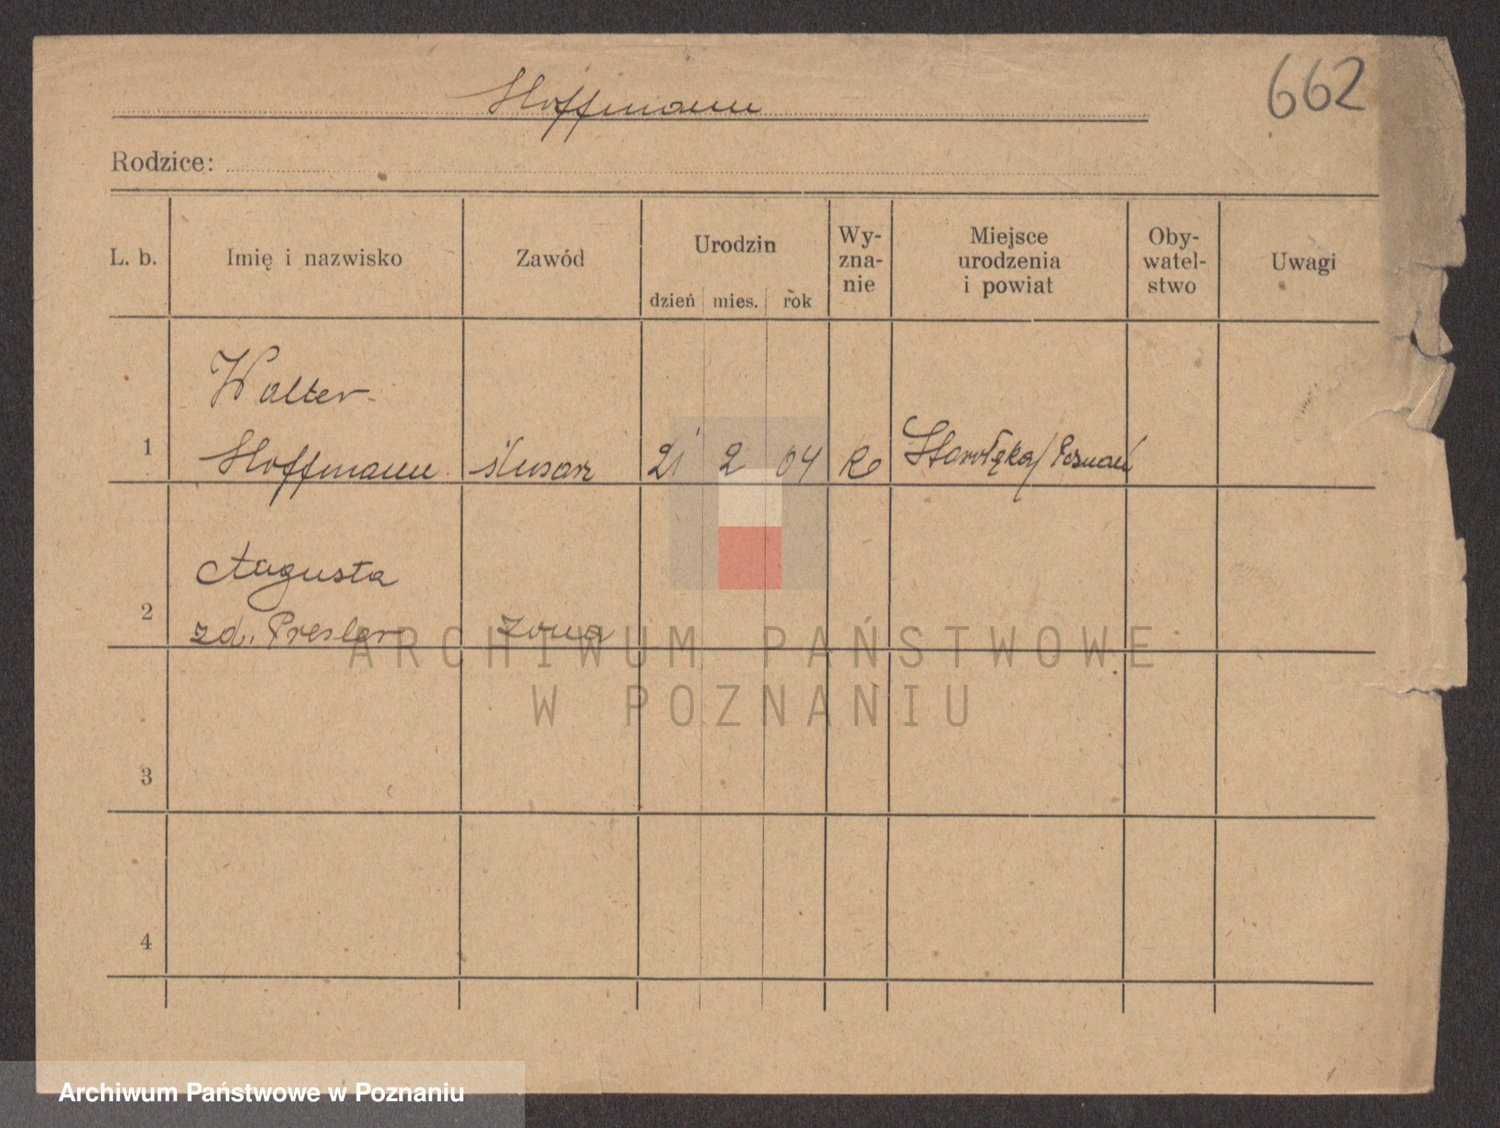 662
Hoffmann
Rodzice:
L. b. Imię i nazwisko Zawód Urodzin dzień mies. rok Wy-zna-nie Miejsce urodzenia i powiat Oby-watel-stwo Uwagi
Walter
1 Hoffmann ślusarz 21 2 04 k Starołęka/Poznań
Augusta
2 zd. Presler żona
3
4
ARCHIWUM PAŃSTWOWE
W POZNANIU
Archiwum Państwowe w Poznaniu